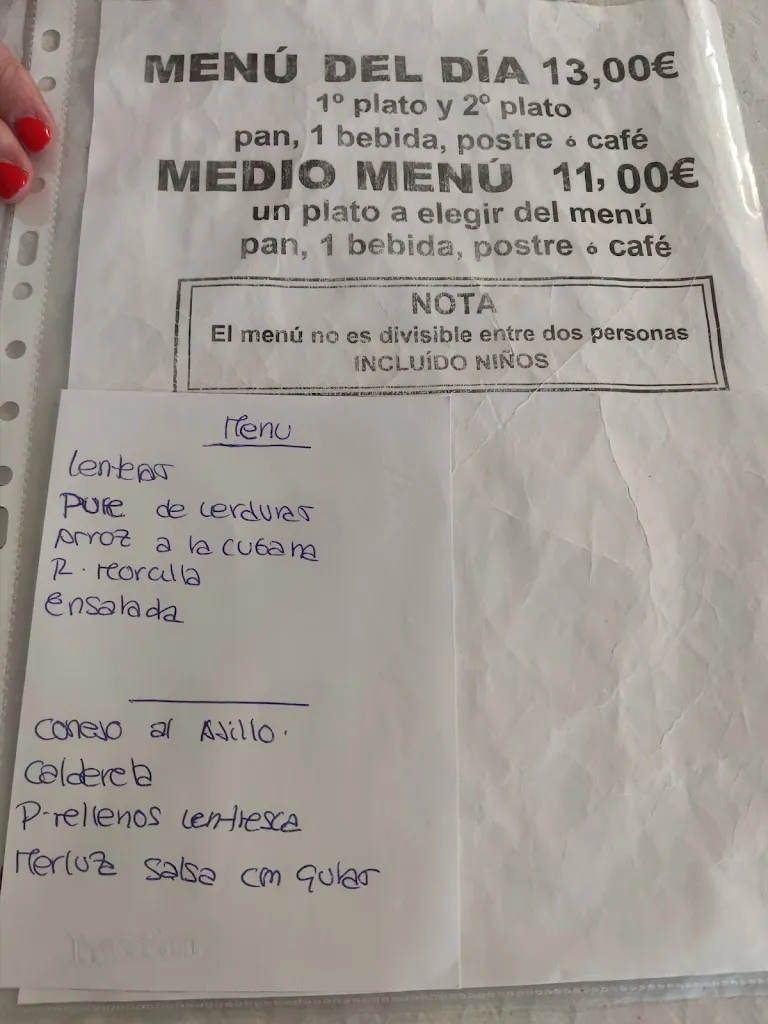 MENÚ DEL DÍA 13,00€
1º plato y 2º plato
pan, 1 bebida, postre ó café
MEDIO MENÚ 11,00€
un plato a elegir del menú
pan, 1 bebida, postre ó café
NOTA
El menú no es divisible entre dos personas
INCLUÍDO NIÑOS
Menu
lentejas
pure de verduras
Arroz a la cubana
R. morcilla
ensalada
conejo al Ajillo.
Caldereta
P-rellenos ventresca
Merluz salsa con gulas